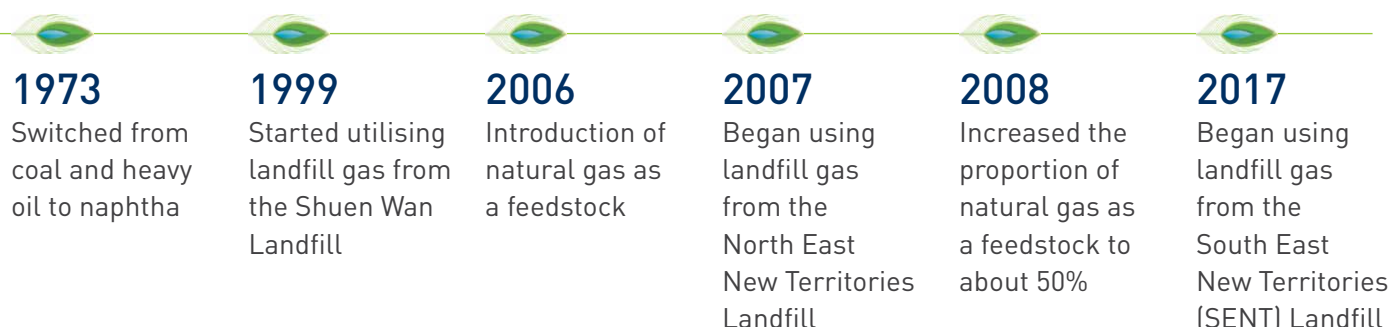 1973
Switched from
coal and heavy
oil to naphtha
1999
Started utilising
landfill gas from
the Shuen Wan
Landfill
2006
Introduction of
natural gas as
a feedstock
2007
Began using
landfill gas
from the
North East
New Territories
Landfill
2008
Increased the
proportion of
natural gas as
a feedstock to
about 50%
2017
Began using
landfill gas
from the
South East
New Territories
(SENT) Landfill